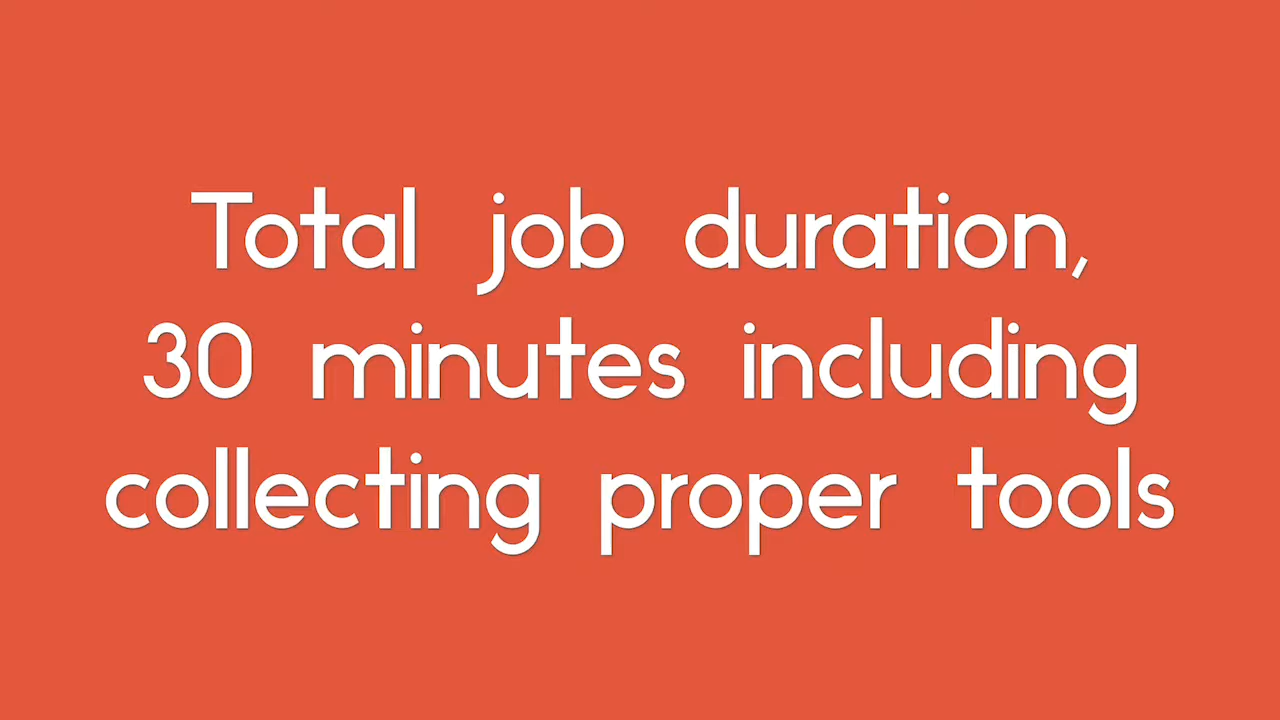 Total job duration,
30 minutes including
collecting proper tools